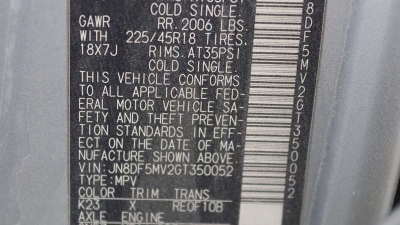 COLD SINGLE.
GAWR RR. 2006 LBS
WITH 225/45R18 TIRES,
18X7J RIMS. AT35PSI
COLD SINGLE.
THIS VEHICLE CONFORMS
TO ALL APPLICABLE FED-
ERAL MOTOR VEHICLE SA-
FETY AND THEFT PREVEN-
TION STANDARDS IN EFF-
ECT ON THE DATE OF MA-
NUFACTURE SHOWN ABOVE.
VIN:JN8DF5MV2GT350052
TYPE:MPV
COLOR TRIM TRANS
K23 X REOF10B
AXLE ENGINE
8DF5MV2GT350052